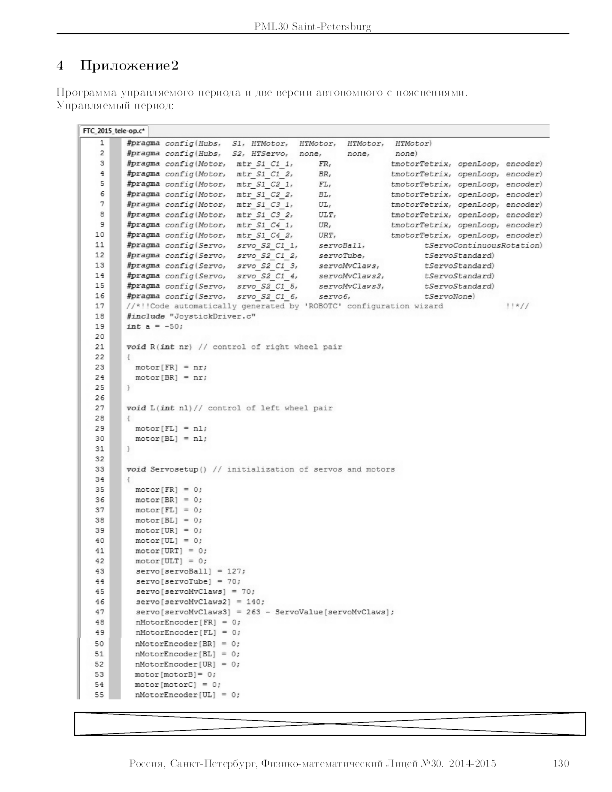 PML30 Saint-Petersburg
4 Приложение2
Программа управляемого периода и две версии автономного с пояснениями.
Управляемый период:
FTC_2015_tele-op.c*
1 #pragma config(Hubs, S1, HTMotor, HTMotor, HTMotor, HTMotor)
2 #pragma config(Hubs, S2, HTServo, none, none, none)
3 #pragma config(Motor, mtr_S1_C1_1, FR, tmotorTetrix, openLoop, encoder)
4 #pragma config(Motor, mtr_S1_C1_2, BR, tmotorTetrix, openLoop, encoder)
5 #pragma config(Motor, mtr_S1_C2_1, FL, tmotorTetrix, openLoop, encoder)
6 #pragma config(Motor, mtr_S1_C2_2, BL, tmotorTetrix, openLoop, encoder)
7 #pragma config(Motor, mtr_S1_C3_1, UL, tmotorTetrix, openLoop, encoder)
8 #pragma config(Motor, mtr_S1_C3_2, ULT, tmotorTetrix, openLoop, encoder)
9 #pragma config(Motor, mtr_S1_C4_1, UR, tmotorTetrix, openLoop, encoder)
10 #pragma config(Motor, mtr_S1_C4_2, URT, tmotorTetrix, openLoop, encoder)
11 #pragma config(Servo, srvo_S2_C1_1, servoBall, tServoContinuousRotation)
12 #pragma config(Servo, srvo_S2_C1_2, servoTube, tServoStandard)
13 #pragma config(Servo, srvo_S2_C1_3, servoMvClaws, tServoStandard)
14 #pragma config(Servo, srvo_S2_C1_4, servoMvClaws2, tServoStandard)
15 #pragma config(Servo, srvo_S2_C1_5, servoMvClaws3, tServoStandard)
16 #pragma config(Servo, srvo_S2_C1_6, servo6, tServoNone)
17 //*!!Code automatically generated by 'ROBOTC' configuration wizard !!*//
18 #include "JoystickDriver.c"
19 int a = -50;
20
21 void R(int nr) // control of right wheel pair
22 {
23 motor[FR] = nr;
24 motor[BR] = nr;
25 }
26
27 void L(int nl)// control of left wheel pair
28 {
29 motor[FL] = nl;
30 motor[BL] = nl;
31 }
32
33 void Servosetup() // initialization of servos and motors
34 {
35 motor[FR] = 0;
36 motor[BR] = 0;
37 motor[FL] = 0;
38 motor[BL] = 0;
39 motor[UR] = 0;
40 motor[UL] = 0;
41 motor[URT] = 0;
42 motor[ULT] = 0;
43 servo[servoBall] = 127;
44 servo[servoTube] = 70;
45 servo[servoMvClaws] = 70;
46 servo[servoMvClaws2] = 140;
47 servo[servoMvClaws3] = 263 - ServoValue[servoMvClaws];
48 nMotorEncoder[FR] = 0;
49 nMotorEncoder[FL] = 0;
50 nMotorEncoder[BR] = 0;
51 nMotorEncoder[BL] = 0;
52 nMotorEncoder[UR] = 0;
53 motor[motorB]= 0;
54 motor[motorC] = 0;
55 nMotorEncoder[UL] = 0;
Россия, Санкт-Петербург, Физико-математический Лицей №30, 2014-2015 130